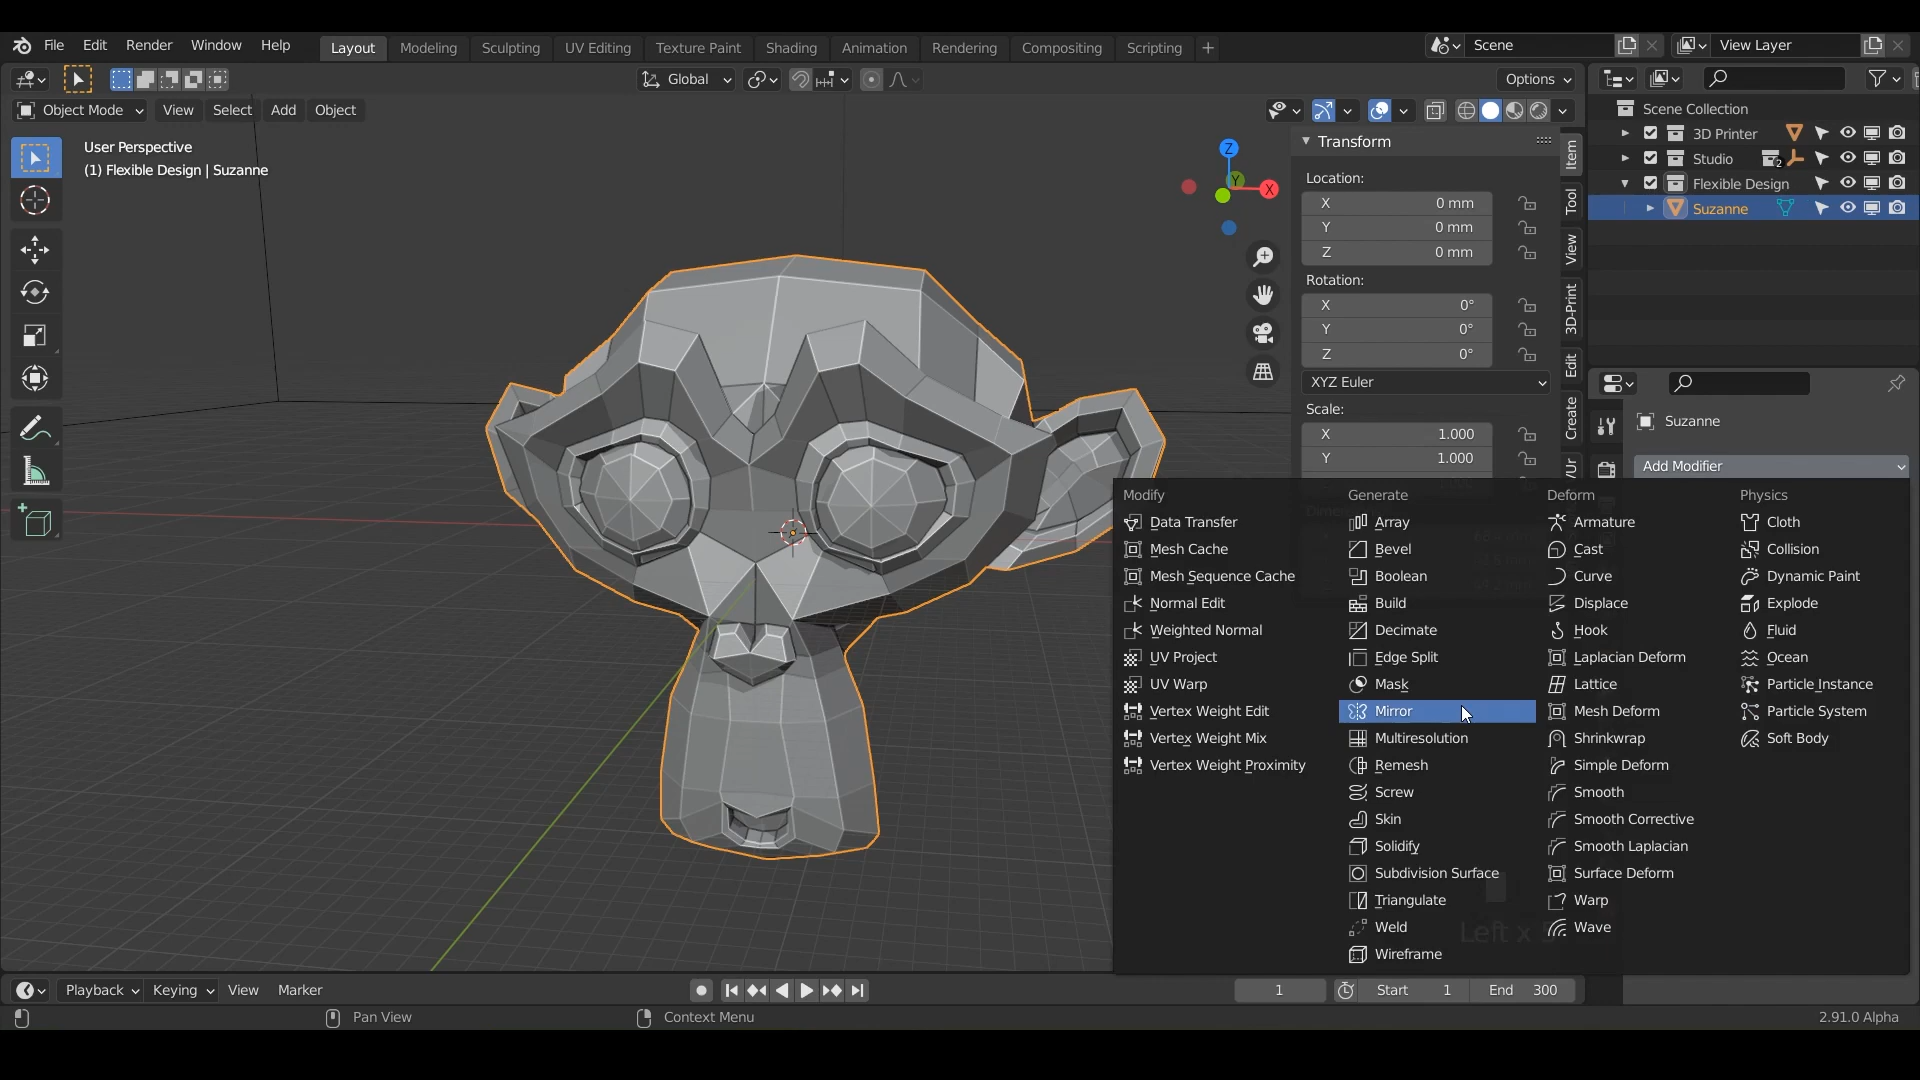 File Edit Render Window Help Layout Modeling Sculpting UV Editing Texture Paint Shading Animation Rendering Compositing Scripting + Scene View Layer
Global Options
Object Mode View Select Add Object
User Perspective
(1) Flexible Design | Suzanne
Z
Y
X
Transform
Location:
X 0 mm
Y 0 mm
Z 0 mm
Rotation:
X 0°
Y 0°
Z 0°
XYZ Euler
Scale:
X 1.000
Y 1.000
Item
Tool
View
3D-Print
Edit
Create
Scene Collection
3D Printer
Studio 2
Flexible Design
Suzanne
Suzanne
Add Modifier
Modify
Data Transfer
Mesh Cache
Mesh Sequence Cache
Normal Edit
Weighted Normal
UV Project
UV Warp
Vertex Weight Edit
Vertex Weight Mix
Vertex Weight Proximity
Generate
Array
Bevel
Boolean
Build
Decimate
Edge Split
Mask
Mirror
Multiresolution
Remesh
Screw
Skin
Solidify
Subdivision Surface
Triangulate
Weld
Wireframe
Deform
Armature
Cast
Curve
Displace
Hook
Laplacian Deform
Lattice
Mesh Deform
Shrinkwrap
Simple Deform
Smooth
Smooth Corrective
Smooth Laplacian
Surface Deform
Warp
Wave
Physics
Cloth
Collision
Dynamic Paint
Explode
Fluid
Ocean
Particle Instance
Particle System
Soft Body
Left x
Playback Keying View Marker 1 Start 1 End 300
Pan View Context Menu 2.91.0 Alpha